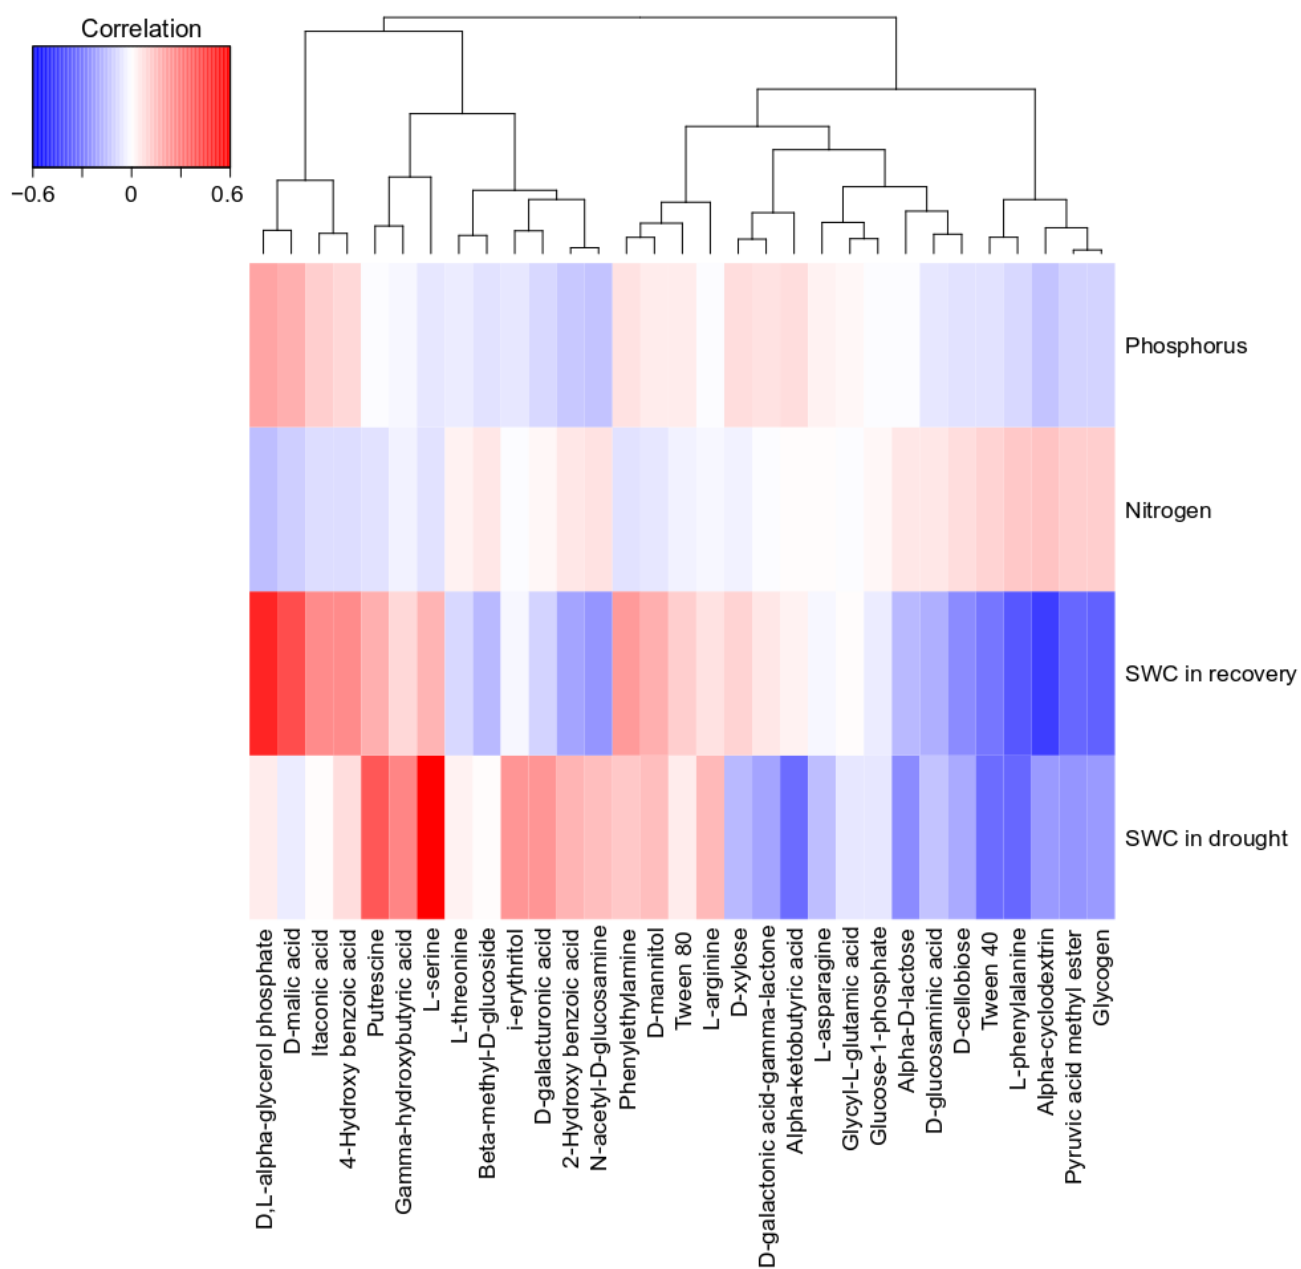 Correlation
−0.6 0 0.6
Phosphorus
Nitrogen
SWC in recovery
SWC in drought
D,L-alpha-glycerol phosphate
D-malic acid
Itaconic acid
4-Hydroxy benzoic acid
Putrescine
Gamma-hydroxybutyric acid
L-serine
L-threonine
Beta-methyl-D-glucoside
i-erythritol
D-galacturonic acid
2-Hydroxy benzoic acid
N-acetyl-D-glucosamine
Phenylethylamine
D-mannitol
Tween 80
L-arginine
D-xylose
D-galactonic acid-gamma-lactone
Alpha-ketobutyric acid
L-asparagine
Glycyl-L-glutamic acid
Glucose-1-phosphate
Alpha-D-lactose
D-glucosaminic acid
D-cellobiose
Tween 40
L-phenylalanine
Alpha-cyclodextrin
Pyruvic acid methyl ester
Glycogen